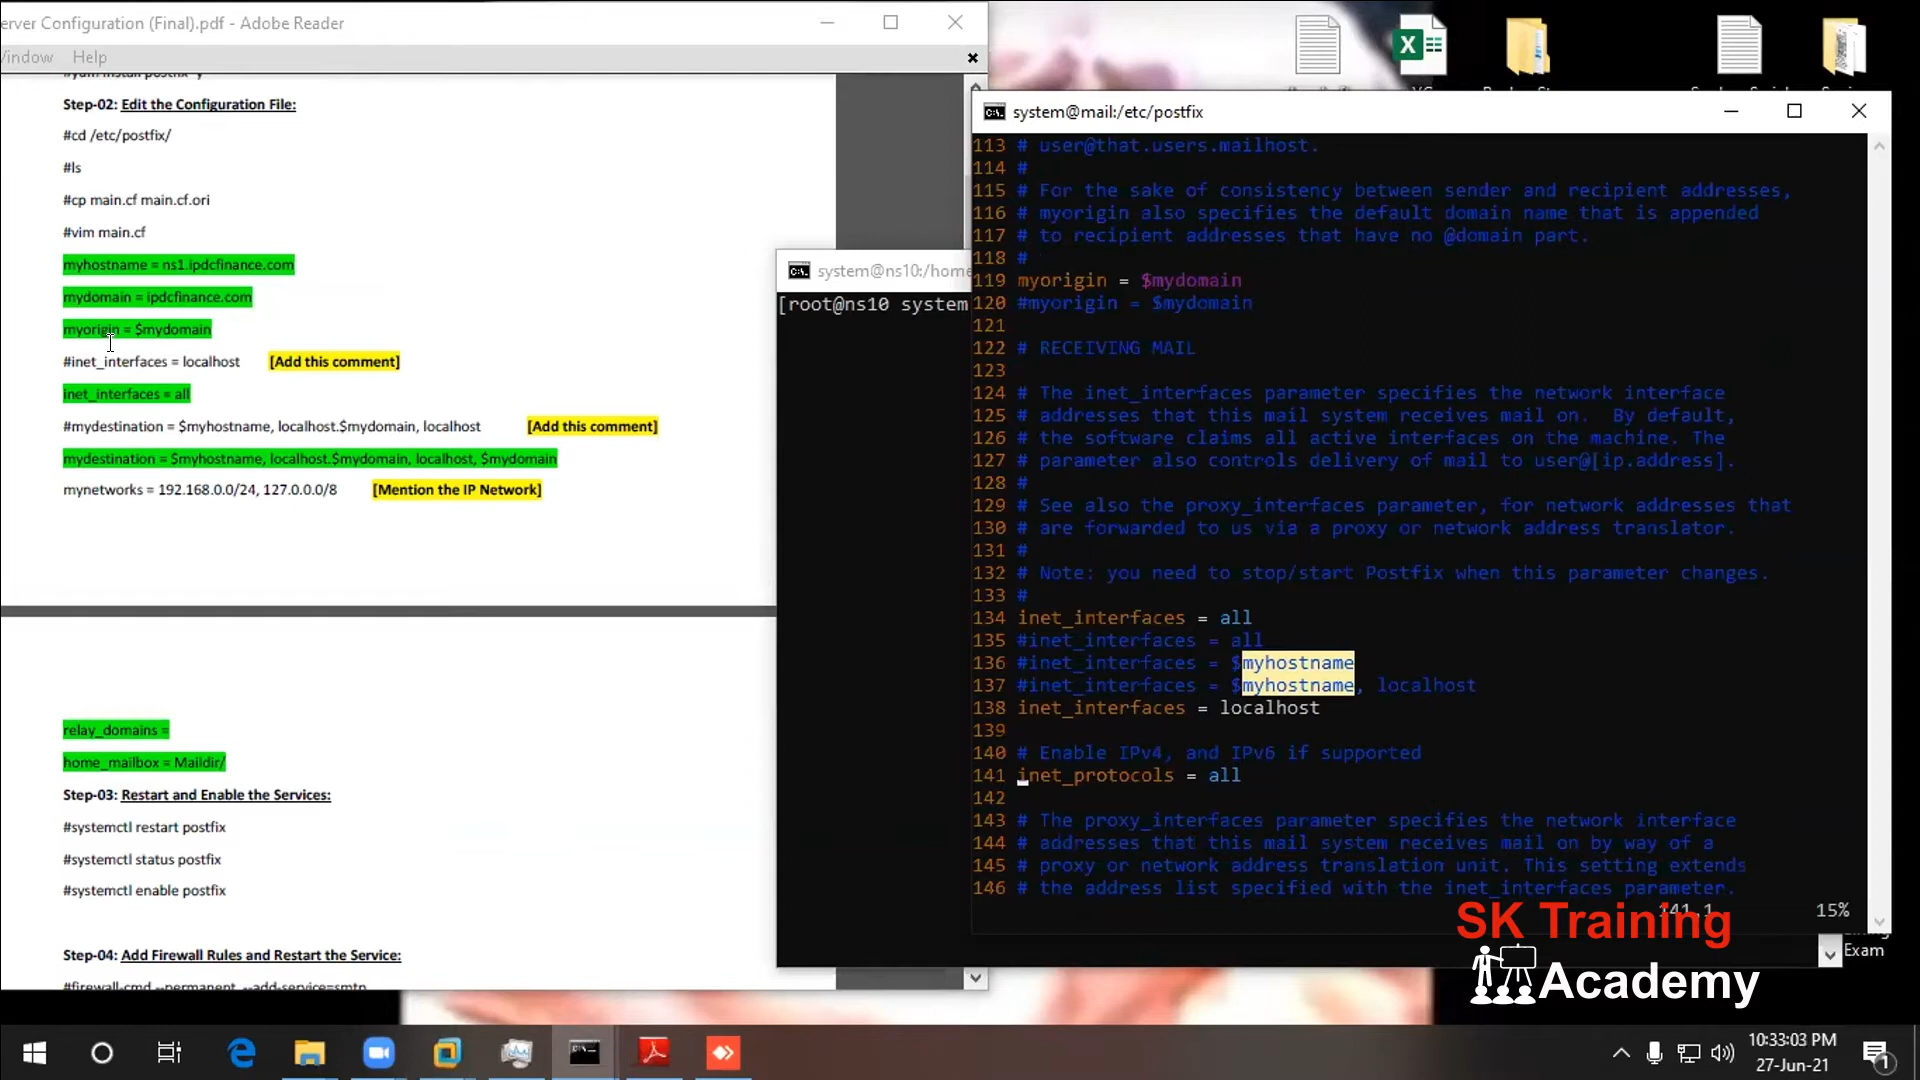 erver Configuration (Final).pdf - Adobe Reader
Window Help
#yum install postfix -y
Step-02: Edit the Configuration File:
#cd /etc/postfix/
#ls
#cp main.cf main.cf.ori
#vim main.cf
myhostname = ns1.ipdcfinance.com
mydomain = ipdcfinance.com
myorigin = $mydomain
#inet_interfaces = localhost [Add this comment]
inet_interfaces = all
#mydestination = $myhostname, localhost.$mydomain, localhost [Add this comment]
mydestination = $myhostname, localhost.$mydomain, localhost, $mydomain
mynetworks = 192.168.0.0/24, 127.0.0.0/8 [Mention the IP Network]
relay_domains =
home_mailbox = Maildir/
Step-03: Restart and Enable the Services:
#systemctl restart postfix
#systemctl status postfix
#systemctl enable postfix
Step-04: Add Firewall Rules and Restart the Service:
#firewall-cmd --permanent --add-service=smtp
system@ns10:/home
[root@ns10 system
system@mail:/etc/postfix
113 # user@that.users.mailhost.
114 #
115 # For the sake of consistency between sender and recipient addresses,
116 # myorigin also specifies the default domain name that is appended
117 # to recipient addresses that have no @domain part.
118 #
119 myorigin = $mydomain
120 #myorigin = $mydomain
121
122 # RECEIVING MAIL
123
124 # The inet_interfaces parameter specifies the network interface
125 # addresses that this mail system receives mail on.  By default,
126 # the software claims all active interfaces on the machine. The
127 # parameter also controls delivery of mail to user@[ip.address].
128 #
129 # See also the proxy_interfaces parameter, for network addresses that
130 # are forwarded to us via a proxy or network address translator.
131 #
132 # Note: you need to stop/start Postfix when this parameter changes.
133 #
134 inet_interfaces = all
135 #inet_interfaces = all
136 #inet_interfaces = $myhostname
137 #inet_interfaces = $myhostname, localhost
138 inet_interfaces = localhost
139
140 # Enable IPv4, and IPv6 if supported
141 inet_protocols = all
142
143 # The proxy_interfaces parameter specifies the network interface
144 # addresses that this mail system receives mail on by way of a
145 # proxy or network address translation unit. This setting extends
146 # the address list specified with the inet_interfaces parameter.
141,1 15%
SK Training
Academy
Exam
10:33:03 PM
27-Jun-21
1